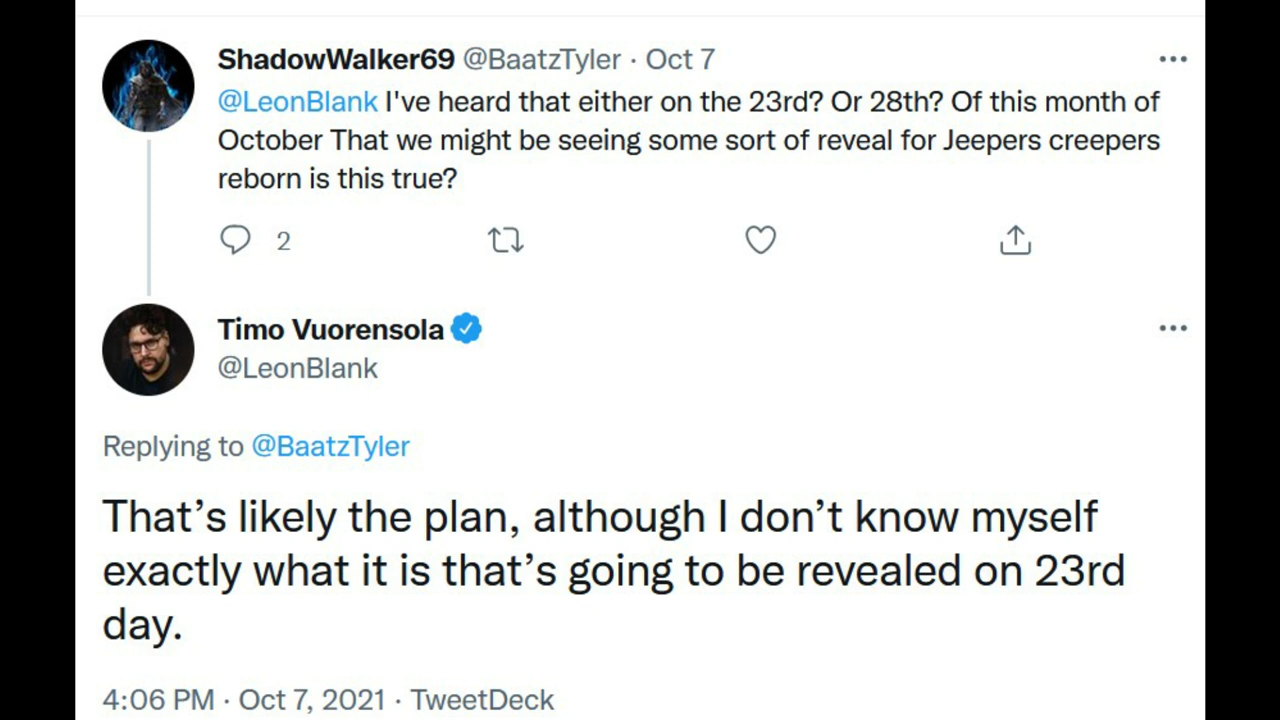 ShadowWalker69 @BaatzTyler · Oct 7
@LeonBlank I've heard that either on the 23rd? Or 28th? Of this month of
October That we might be seeing some sort of reveal for Jeepers creepers
reborn is this true?
2
Timo Vuorensola
@LeonBlank
Replying to @BaatzTyler
That’s likely the plan, although I don’t know myself
exactly what it is that’s going to be revealed on 23rd
day.
4:06 PM · Oct 7, 2021 · TweetDeck